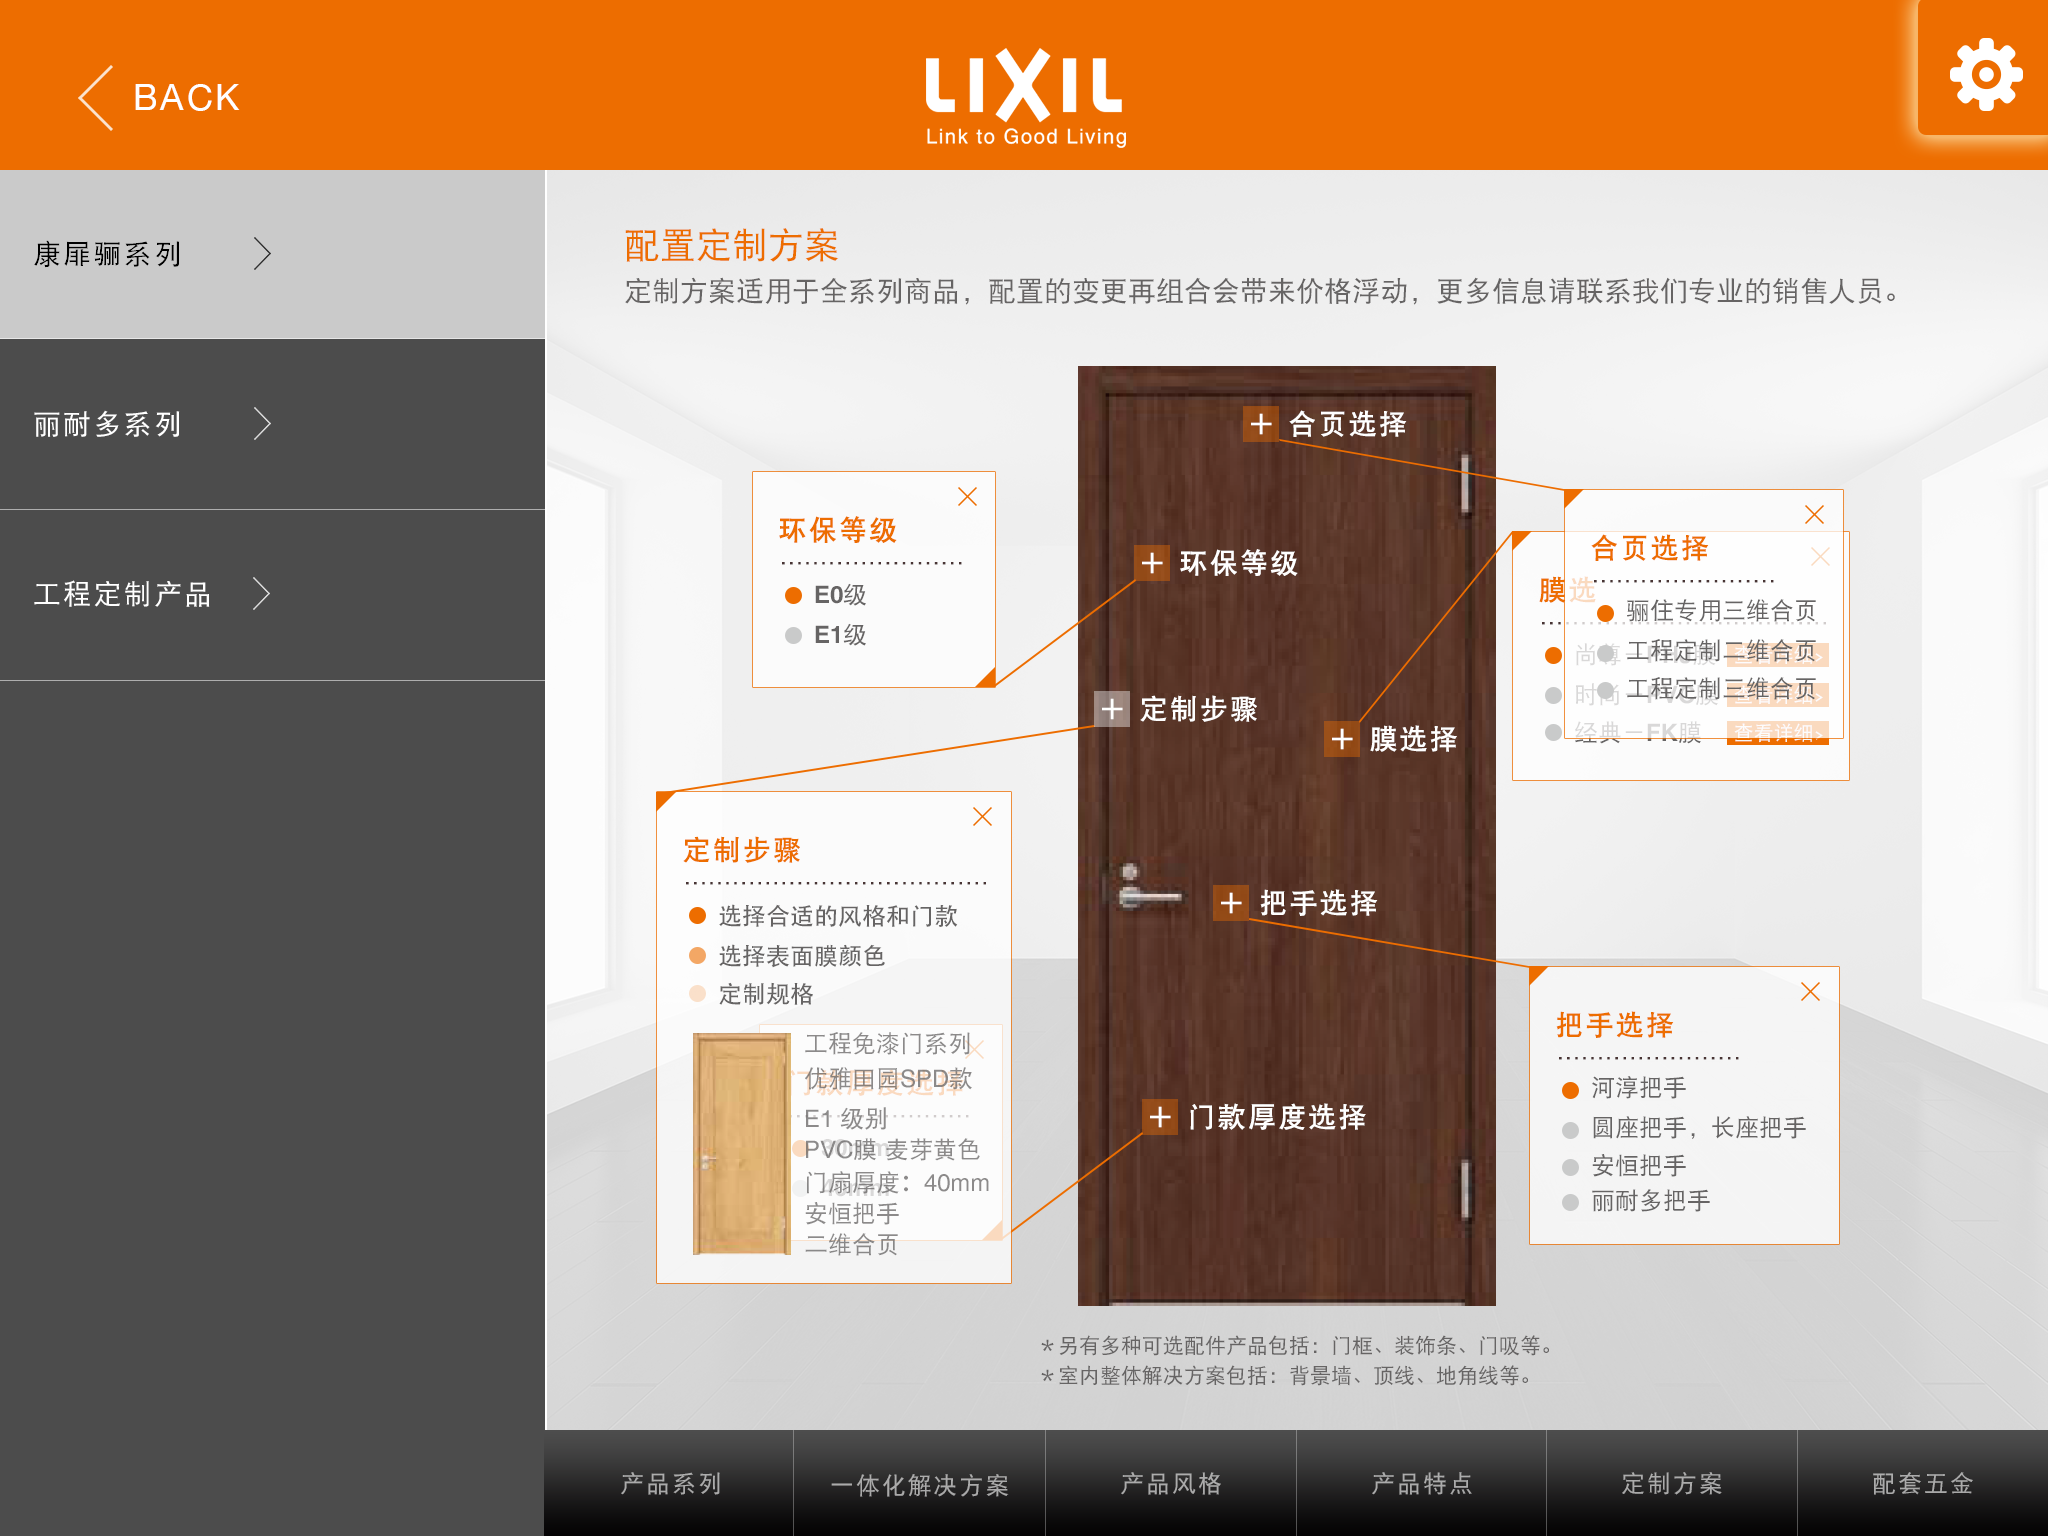 BACK
LIXIL
Link to Good Living
康扉骊系列
丽耐多系列
工程定制产品
配置定制方案
定制方案适用于全系列商品，配置的变更再组合会带来价格浮动，更多信息请联系我们专业的销售人员。
合页选择
环保等级
定制步骤
膜选择
把手选择
门款厚度选择
环保等级
E0级
E1级
合页选择
骊住专用三维合页
工程定制二维合页
工程定制三维合页
膜选
时尚－PVC膜
经典－FK膜 查看详细>
定制步骤
选择合适的风格和门款
选择表面膜颜色
定制规格
工程免漆门系列
优雅田园SPD款
E1 级别
PVC膜 麦芽黄色
门扇厚度：40mm
安恒把手
二维合页
门款厚度选择
把手选择
河淳把手
圆座把手，长座把手
安恒把手
丽耐多把手
＊另有多种可选配件产品包括：门框、装饰条、门吸等。
＊室内整体解决方案包括：背景墙、顶线、地角线等。
产品系列
一体化解决方案
产品风格
产品特点
定制方案
配套五金